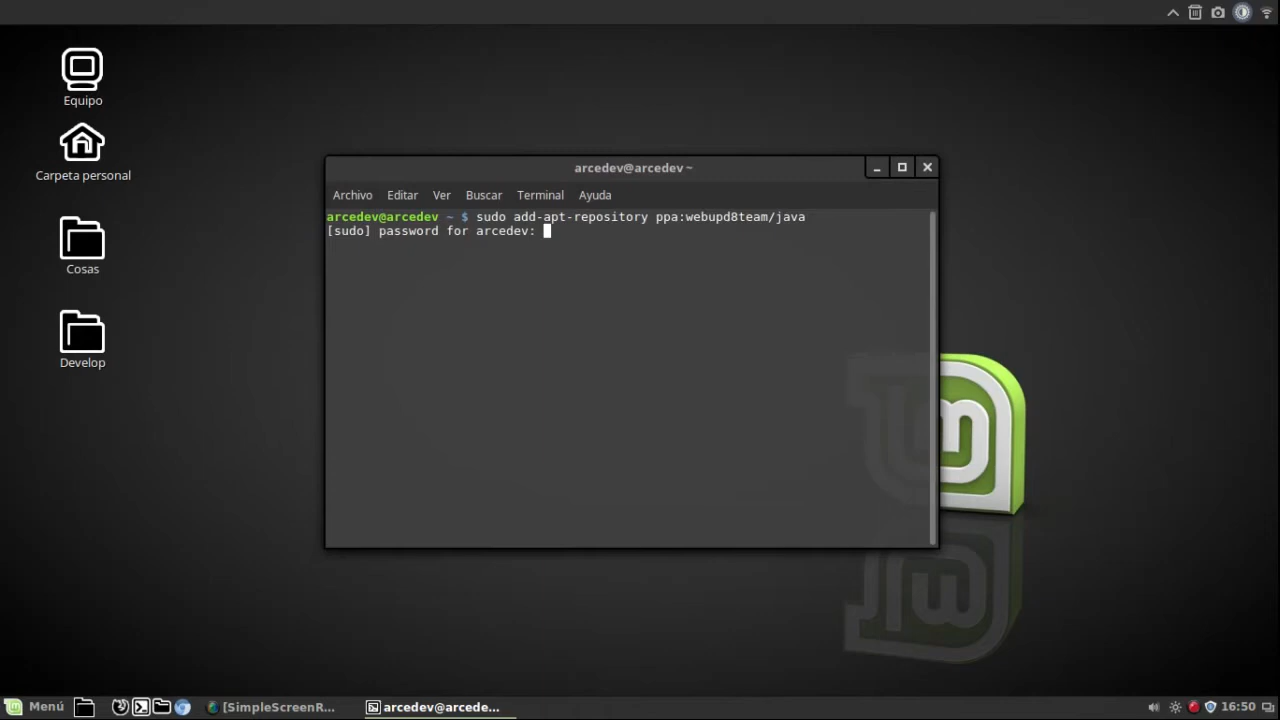 Equipo
Carpeta personal
Cosas
Develop
arcedev@arcedev ~
Archivo Editar Ver Buscar Terminal Ayuda
arcedev@arcedev ~ $ sudo add-apt-repository ppa:webupd8team/java
[sudo] password for arcedev:
Menú [SimpleScreenR... arcedev@arcede... 16:50